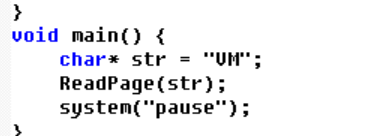 }
void main() {
    char* str = "VM";
    ReadPage(str);
    system("pause");
}